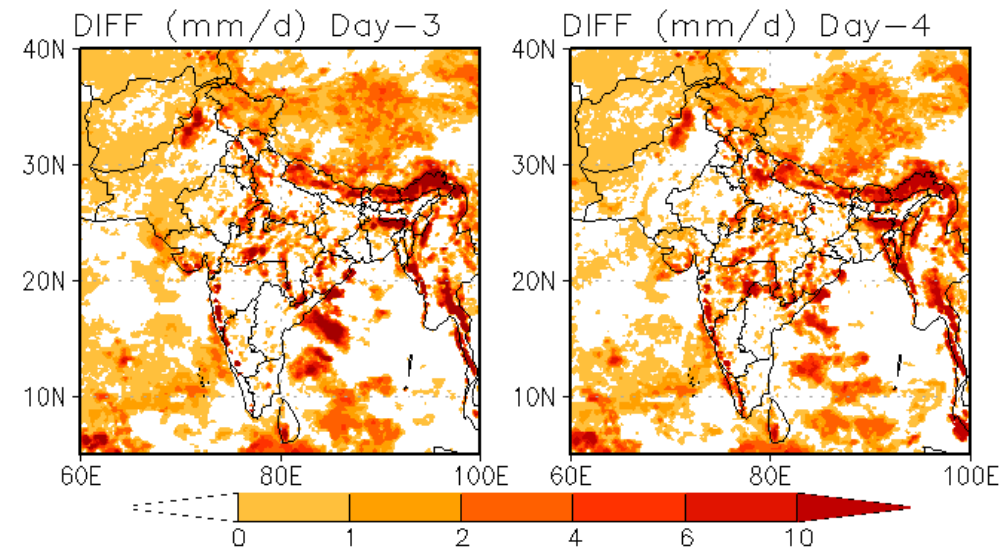 DIFF (mm/d) Day-3 DIFF (mm/d) Day-4
40N 40N
30N 30N
20N 20N
10N 10N
60E 80E 100E 60E 80E 100E
0 1 2 4 6 10